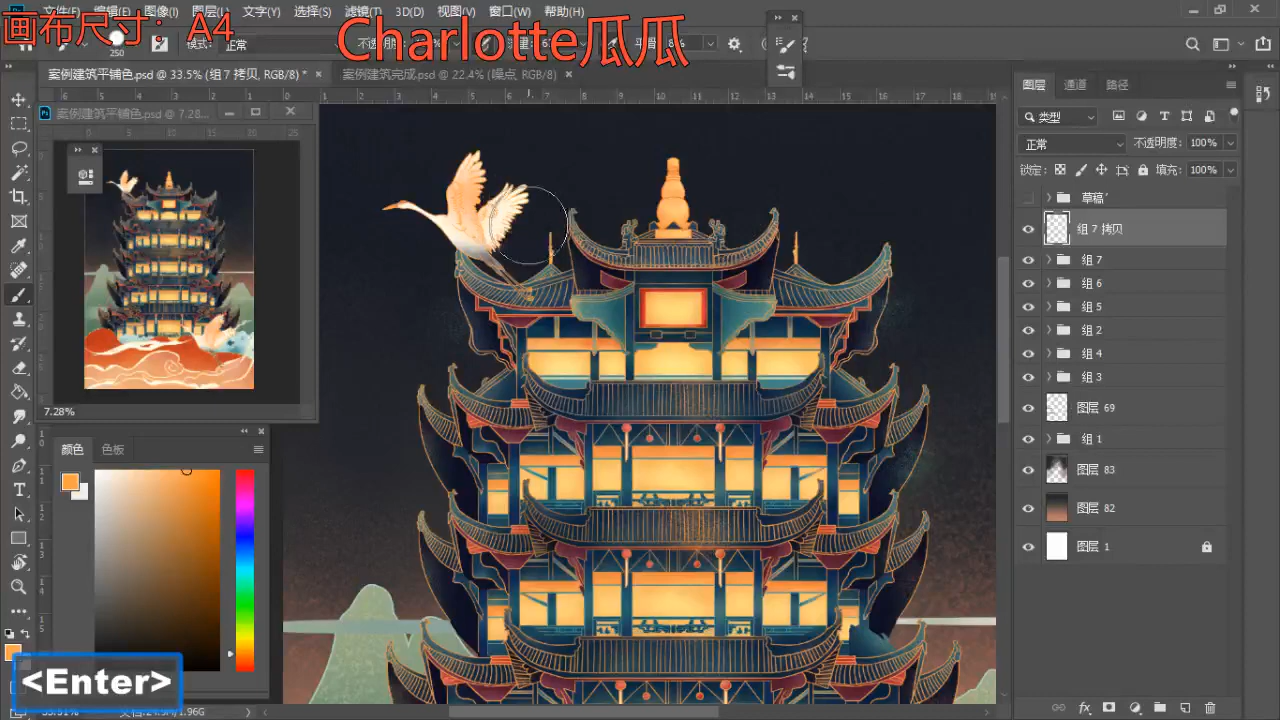 画布尺寸：A4
Charlotte瓜瓜
文件(F) 编辑(E) 图像(I) 文字(Y) 选择(S) 滤镜(T) 3D(D) 视图(V) 窗口(W) 帮助(H)
250
模式: 正常
案例建筑平铺色.psd @ 33.5% (组 7 拷贝, RGB/8) *
案例建筑完成.psd @ 22.4% (噪点, RGB/8)
案例建筑平铺色.psd @ 7.28...
7.28%
颜色 色板
图层 通道 路径
类型
正常 不透明度: 100%
锁定: 填充: 100%
草稿
组 7 拷贝
组 7
组 6
组 5
组 2
组 4
组 3
图层 69
组 1
图层 83
图层 82
图层 1
<Enter>